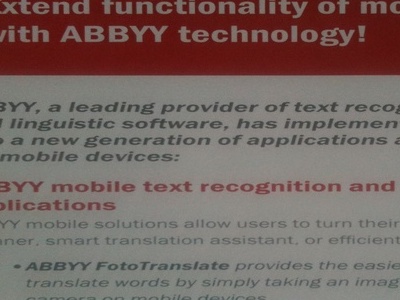 xtend functionality of mo
with ABBYY technology!
BYY, a leading provider of text recog
l linguistic software, has implemen
o a new generation of applications a
mobile devices:
BYY mobile text recognition and
plications
YY mobile solutions allow users to turn their
nner, smart translation assistant, or efficient
• ABBYY FotoTranslate provides the easie
translate words by simply taking an imag
camera on mobile devices